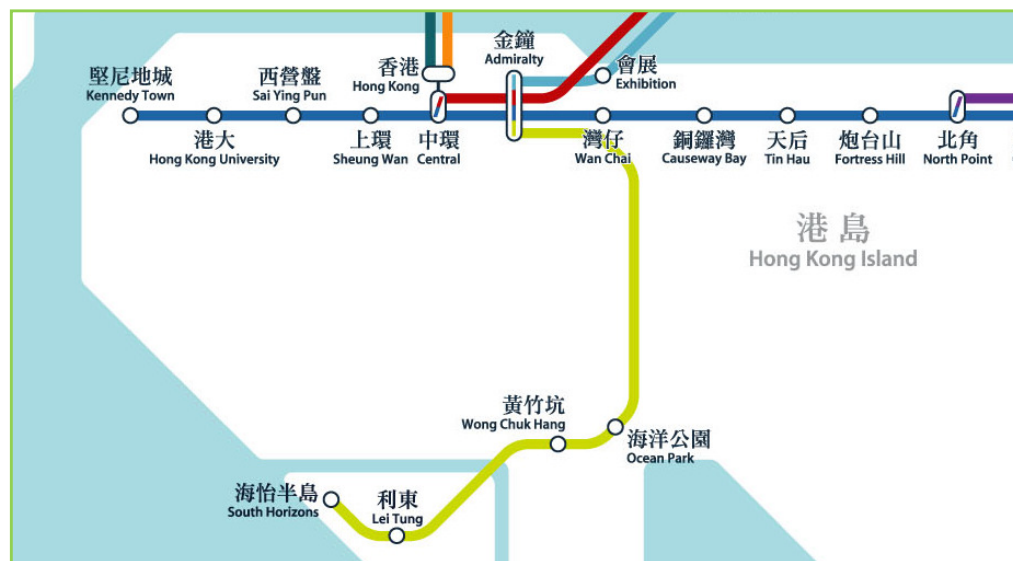 金鐘
Admiralty
香港
Hong Kong
會展
Exhibition
堅尼地城
Kennedy Town
西營盤
Sai Ying Pun
港大
Hong Kong University
上環
Sheung Wan
中環
Central
灣仔
Wan Chai
銅鑼灣
Causeway Bay
天后
Tin Hau
炮台山
Fortress Hill
北角
North Point
港島
Hong Kong Island
黃竹坑
Wong Chuk Hang
海洋公園
Ocean Park
海怡半島
South Horizons
利東
Lei Tung